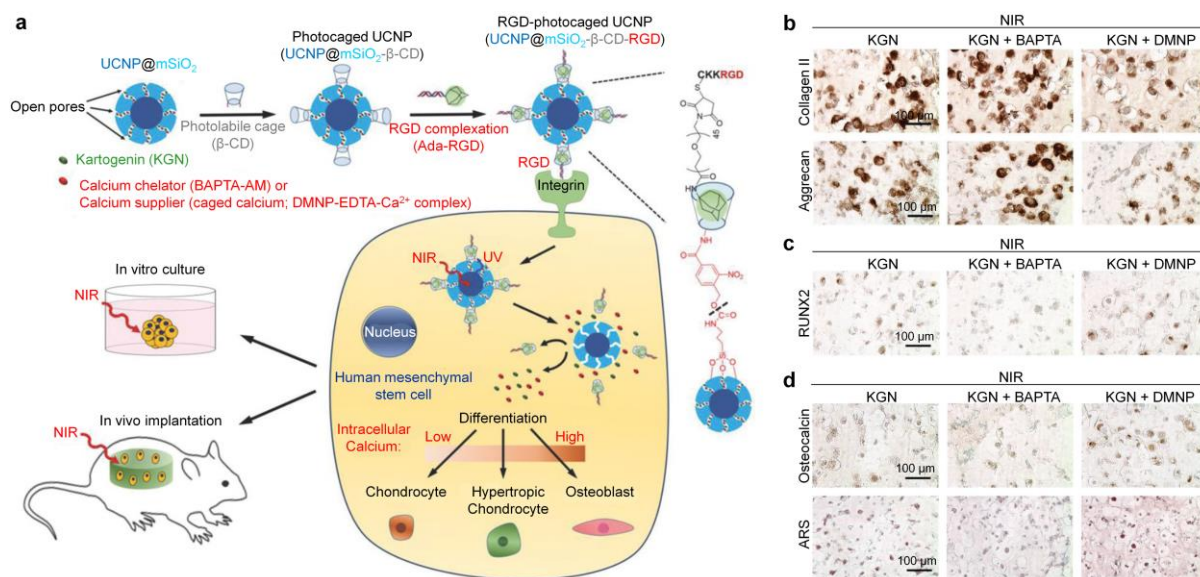 a
UCNP@mSiO₂
Open pores
Photolabile cage
(β-CD)
Photocaged UCNP
(UCNP@mSiO₂-β-CD)
RGD complexation
(Ada-RGD)
RGD-photocaged UCNP
(UCNP@mSiO₂-β-CD-RGD)
Kartogenin (KGN)
Calcium chelator (BAPTA-AM) or
Calcium supplier (caged calcium; DMNP-EDTA-Ca²⁺ complex)
RGD
Integrin
CKKRGD
S
O
N
O
45
O
O
HN
NH
O
NO₂
O
C=O
HN
Si
O
O
O
In vitro culture
NIR
In vivo implantation
NIR
NIR
UV
Nucleus
Human mesenchymal
stem cell
Differentiation
Intracellular
Calcium:
Low
High
Chondrocyte
Hypertropic
Chondrocyte
Osteoblast
b
NIR
KGN
KGN + BAPTA
KGN + DMNP
Collagen II
100 µm
Aggrecan
100 µm
c
NIR
KGN
KGN + BAPTA
KGN + DMNP
RUNX2
100 µm
d
NIR
KGN
KGN + BAPTA
KGN + DMNP
Osteocalcin
100 µm
ARS
100 µm